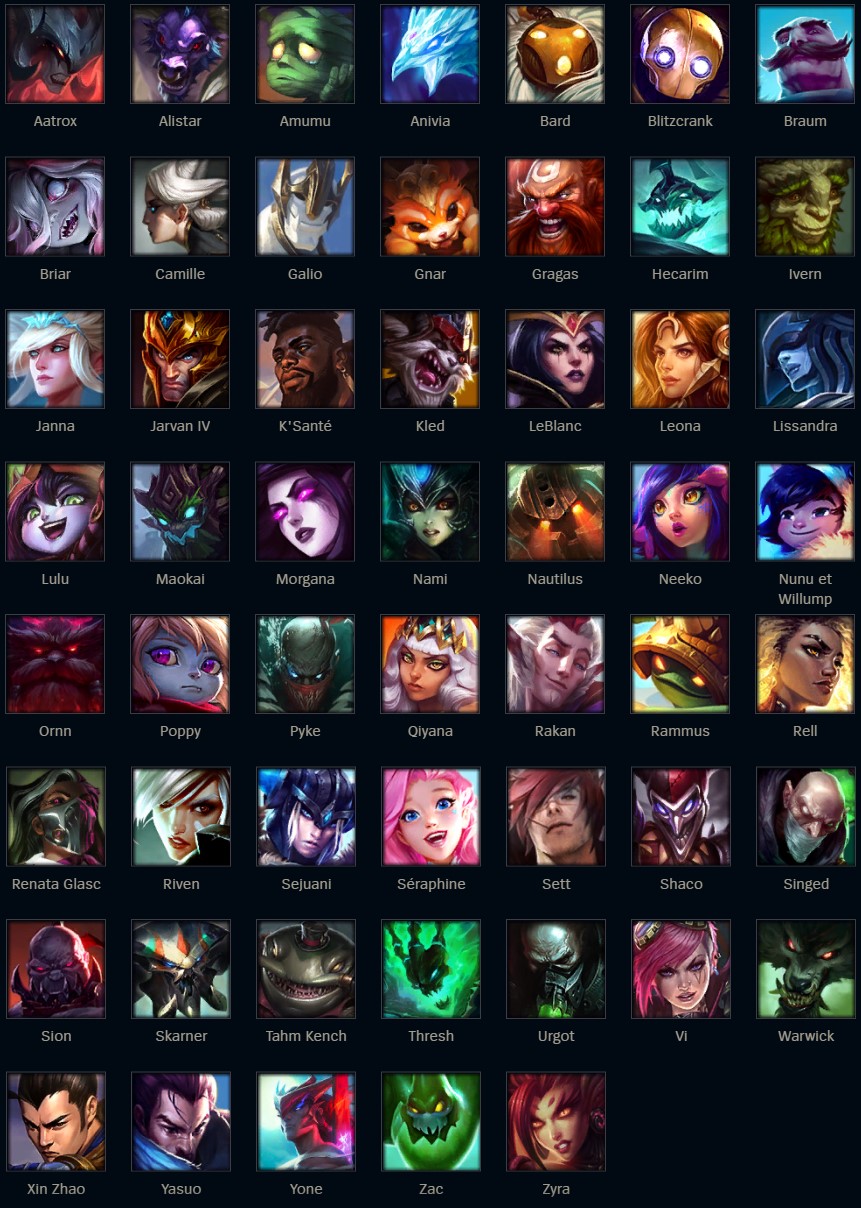 Aatrox
Alistar
Amumu
Anivia
Bard
Blitzcrank
Braum
Briar
Camille
Galio
Gnar
Gragas
Hecarim
Ivern
Janna
Jarvan IV
K'Santé
Kled
LeBlanc
Leona
Lissandra
Lulu
Maokai
Morgana
Nami
Nautilus
Neeko
Nunu et
Willump
Ornn
Poppy
Pyke
Qiyana
Rakan
Rammus
Rell
Renata Glasc
Riven
Sejuani
Séraphine
Sett
Shaco
Singed
Sion
Skarner
Tahm Kench
Thresh
Urgot
Vi
Warwick
Xin Zhao
Yasuo
Yone
Zac
Zyra